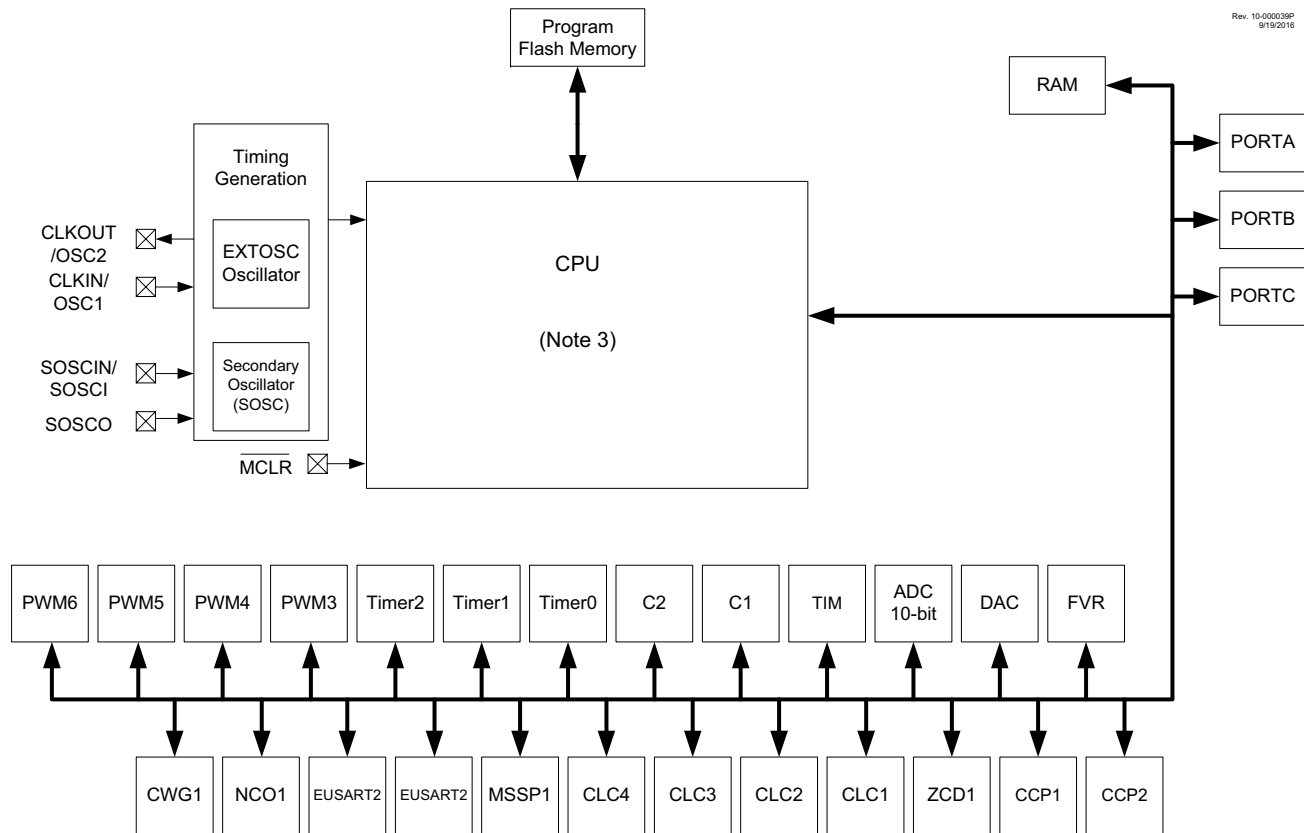 Rev. 10-000039P
9/19/2016
Program
Flash Memory
RAM
PORTA
PORTB
PORTC
Timing
Generation
EXTOSC
Oscillator
Secondary
Oscillator
(SOSC)
CLKOUT
/OSC2
CLKIN/
OSC1
SOSCIN/
SOSCI
SOSCO
MCLR
CPU
(Note 3)
PWM6
PWM5
PWM4
PWM3
Timer2
Timer1
Timer0
C2
C1
TIM
ADC
10-bit
DAC
FVR
CWG1
NCO1
EUSART2
EUSART2
MSSP1
CLC4
CLC3
CLC2
CLC1
ZCD1
CCP1
CCP2